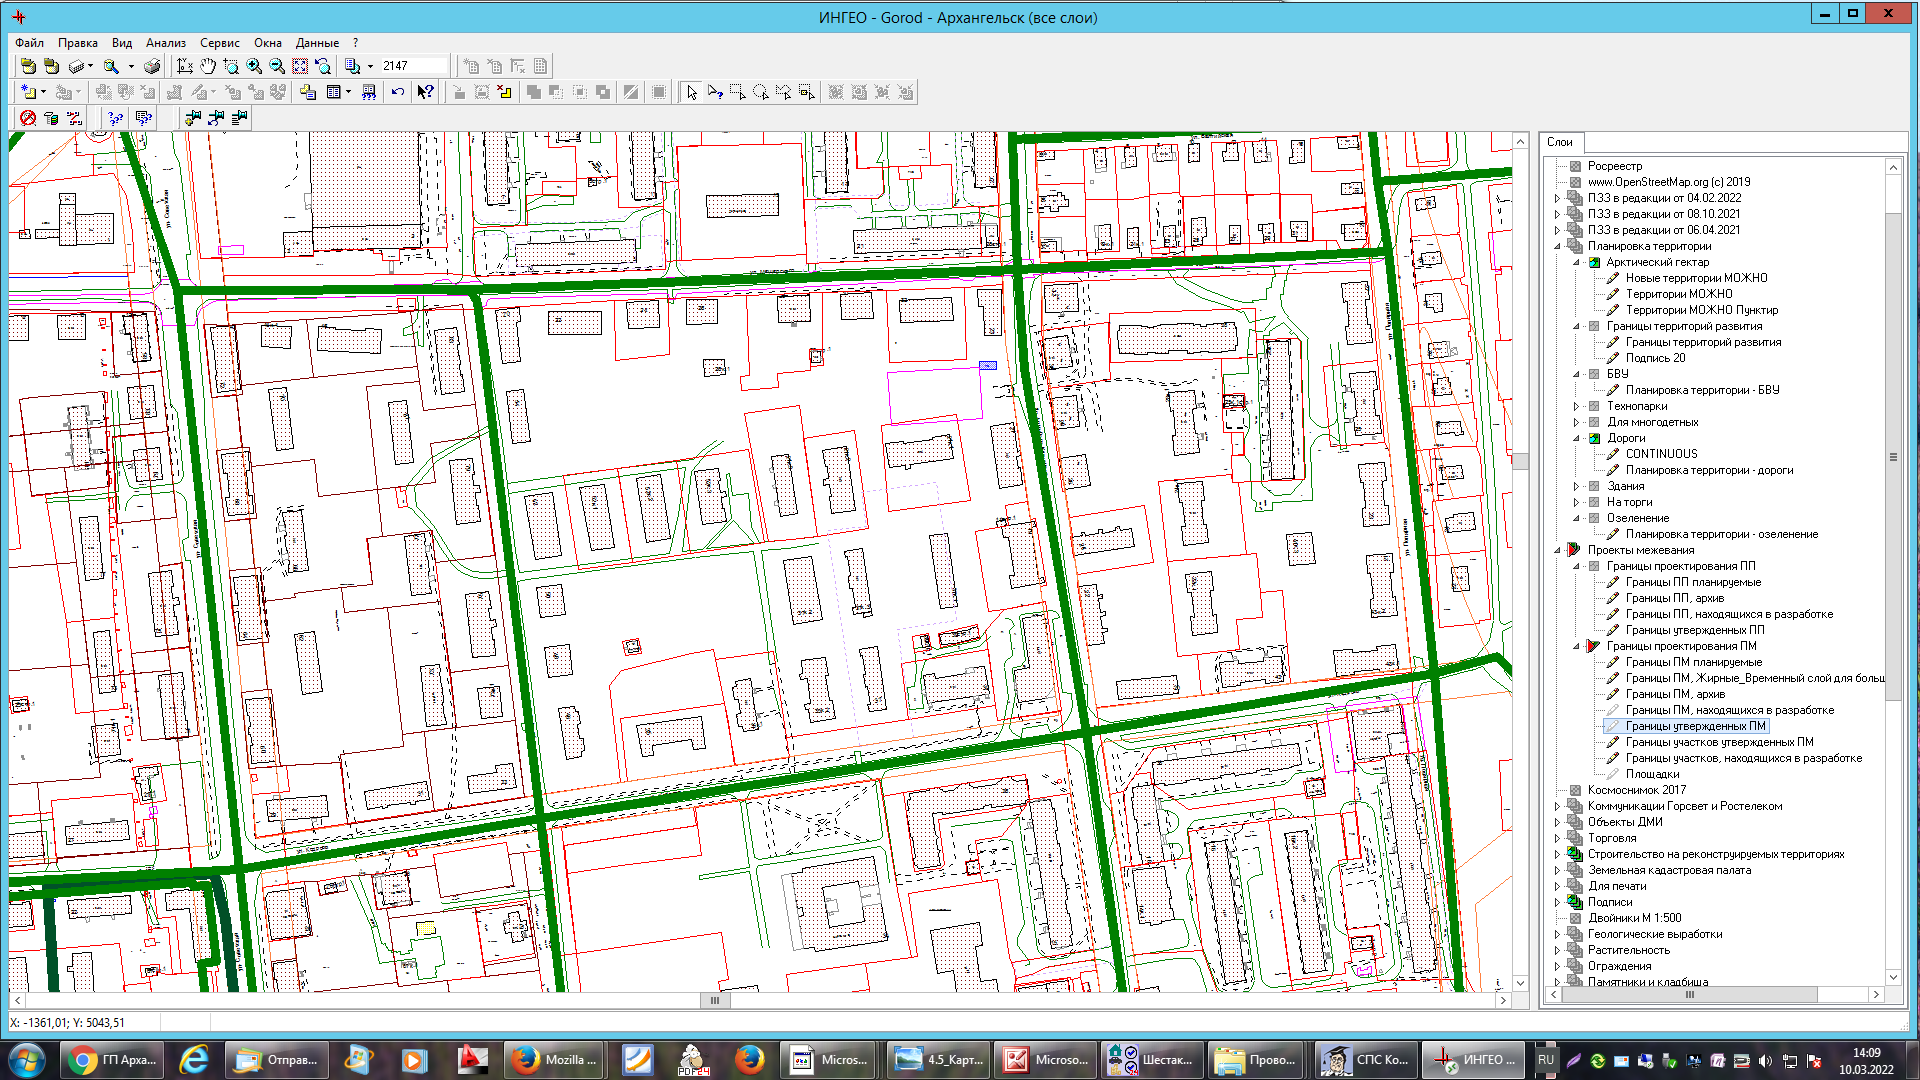 ИНГЕО - Gorod - Архангельск (все слои)
Файл Правка Вид Анализ Сервис Окна Данные ?
2147
Слои
Росреестр
www.OpenStreetMap.org (c) 2019
ПЗЗ в редакции от 04.02.2022
ПЗЗ в редакции от 08.10.2021
ПЗЗ в редакции от 06.04.2021
Планировка территории
Арктический гектар
Новые территории МОЖНО
Территории МОЖНО
Территории МОЖНО Пунктир
Границы территорий развития
Границы территорий развития
Подпись 20
БВУ
Планировка территории - БВУ
Технопарки
Для многодетных
Дороги
CONTINUOUS
Планировка территории - дороги
Здания
На торги
Озеленение
Планировка территории - озеленение
Проекты межевания
Границы проектирования ПП
Границы ПП планируемые
Границы ПП, архив
Границы ПП, находящихся в разработке
Границы утвержденных ПП
Границы проектирования ПМ
Границы ПМ планируемые
Границы ПМ, Жирные_Временный слой для больш
Границы ПМ, архив
Границы ПМ, находящихся в разработке
Границы утвержденных ПМ
Границы участков утвержденных ПМ
Границы участков, находящихся в разработке
Площадки
Космоснимок 2017
Коммуникации Горсвет и Ростелеком
Объекты ДМИ
Торговля
Строительство на реконструируемых территориях
Земельная кадастровая палата
Для печати
Подписи
Двойники М 1:500
Геологические выработки
Растительность
Ограждения
Памятники и кладбища
X: -1361,01; Y: 5043,51
ГП Арха... Отправ... Mozilla ... PDF24 Micros... 4.5_Карт... Microso... Шестак... Прово... СПС Ко... ИНГЕО ... RU 14:09
10.03.2022